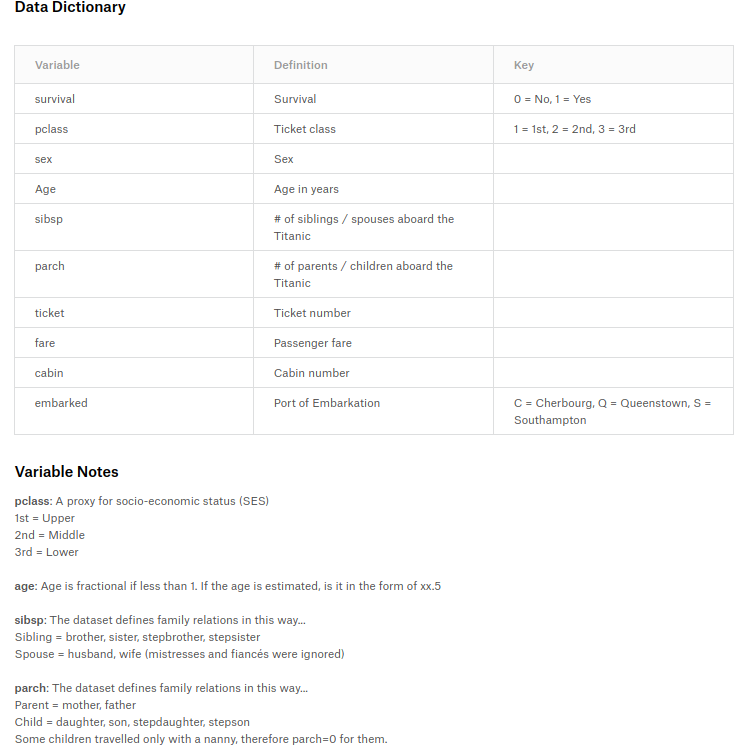 Data Dictionary
Variable Definition Key
survival Survival 0 = No, 1 = Yes
pclass Ticket class 1 = 1st, 2 = 2nd, 3 = 3rd
sex Sex
Age Age in years
sibsp # of siblings / spouses aboard the
Titanic
parch # of parents / children aboard the
Titanic
ticket Ticket number
fare Passenger fare
cabin Cabin number
embarked Port of Embarkation C = Cherbourg, Q = Queenstown, S =
Southampton
Variable Notes
pclass: A proxy for socio-economic status (SES)
1st = Upper
2nd = Middle
3rd = Lower
age: Age is fractional if less than 1. If the age is estimated, is it in the form of xx.5
sibsp: The dataset defines family relations in this way...
Sibling = brother, sister, stepbrother, stepsister
Spouse = husband, wife (mistresses and fiancés were ignored)
parch: The dataset defines family relations in this way...
Parent = mother, father
Child = daughter, son, stepdaughter, stepson
Some children travelled only with a nanny, therefore parch=0 for them.